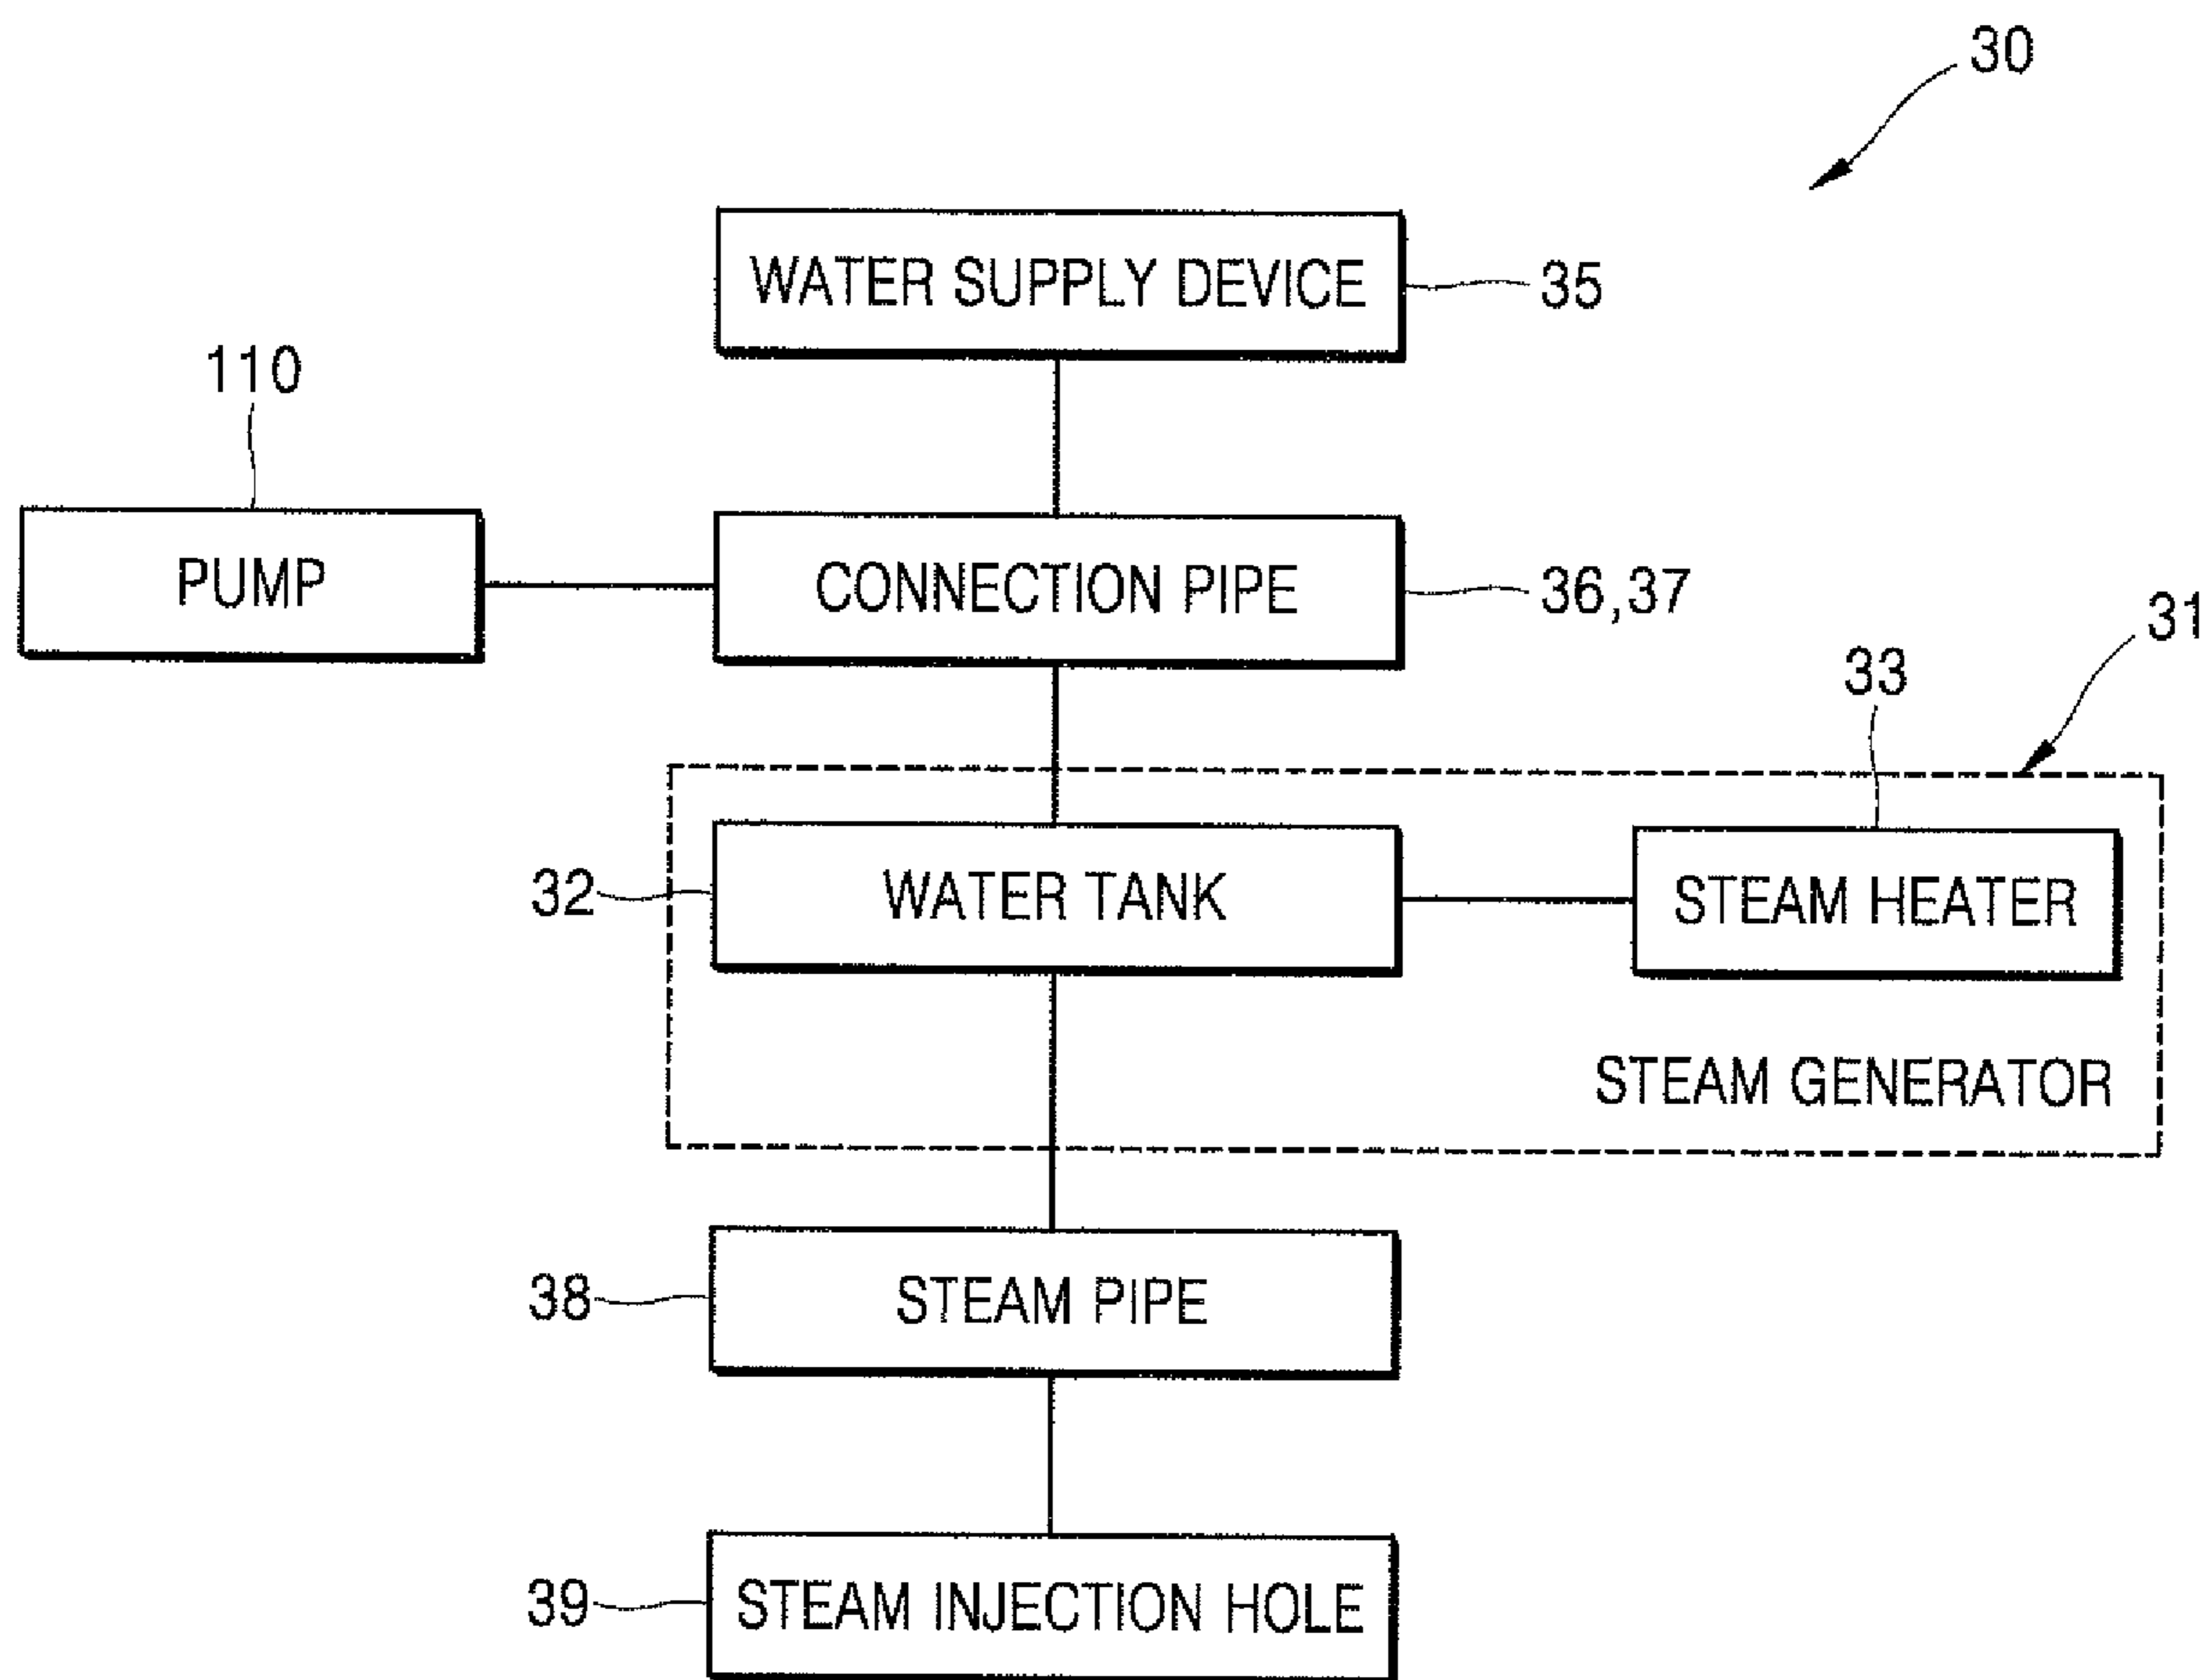 30
WATER SUPPLY DEVICE
35
110
PUMP
CONNECTION PIPE
36,37
31
33
32
WATER TANK
STEAM HEATER
STEAM GENERATOR
38
STEAM PIPE
39
STEAM INJECTION HOLE